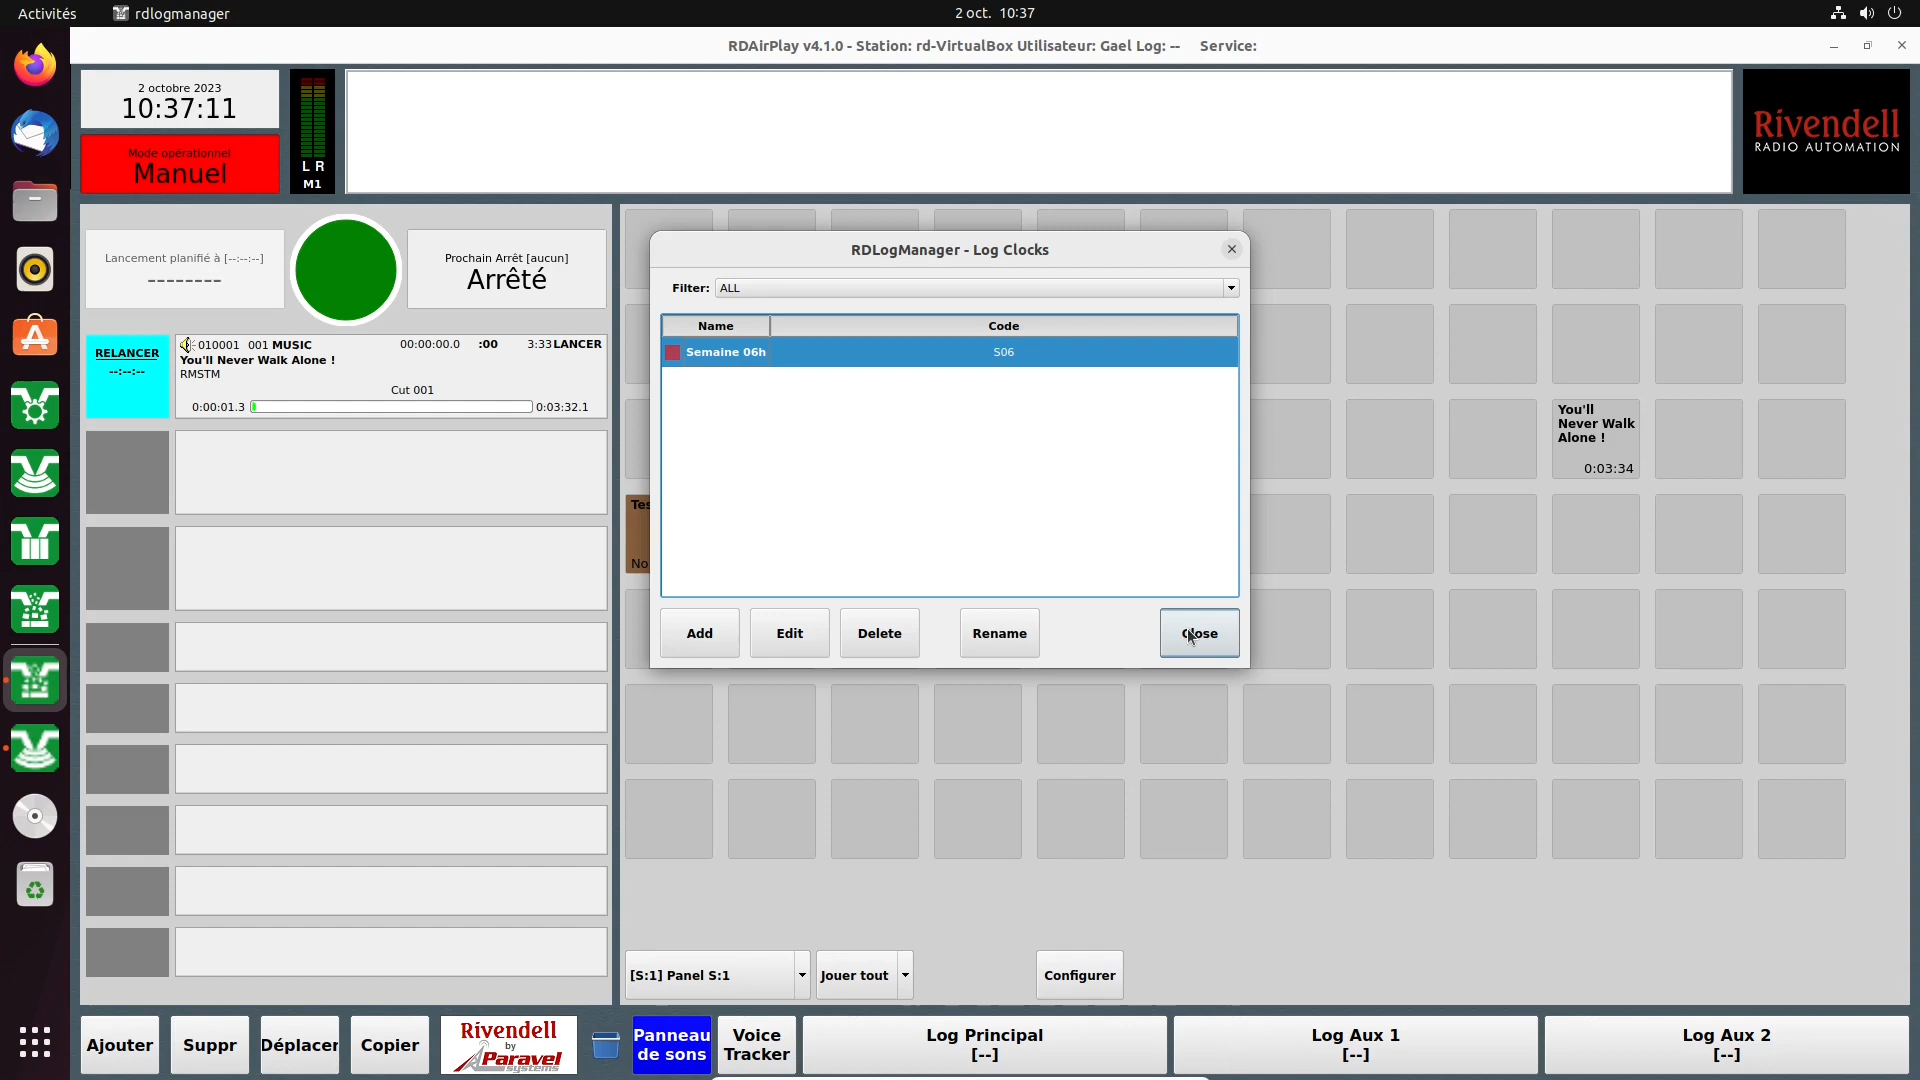 Activités
rdlogmanager
2 oct. 10:37
RDAirPlay v4.1.0 - Station: rd-VirtualBox Utilisateur: Gael Log: -- Service:
2 octobre 2023
10:37:11
Mode opérationnel
Manuel
L R
M1
Rivendell
RADIO AUTOMATION
Lancement planifié à [--:--:--]
--------
Prochain Arrêt [aucun]
Arrêté
RELANCER
--:--:--
010001 001 MUSIC 00:00:00.0 :00 3:33 LANCER
You'll Never Walk Alone !
RMSTM
Cut 001
0:00:01.3 0:03:32.1
RDLogManager - Log Clocks
Filter: ALL
Name Code
Semaine 06h S06
Add
Edit
Delete
Rename
Close
You'll
Never Walk
Alone !
0:03:34
Tes
No
[S:1] Panel S:1
Jouer tout
Configurer
Ajouter
Suppr
Déplacer
Copier
Rivendell
by
Paravel
systems
Panneau
de sons
Voice
Tracker
Log Principal
[--]
Log Aux 1
[--]
Log Aux 2
[--]